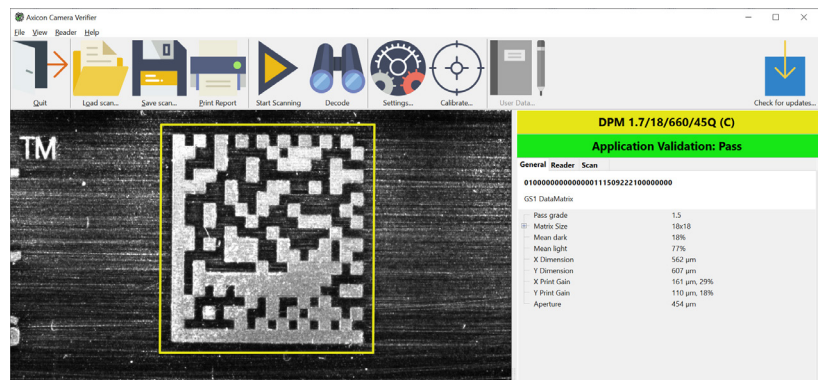 Axicon Camera Verifier
File View Reader Help
Quit
Load scan...
Save scan...
Print Report
Start Scanning
Decode
Settings...
Calibrate...
User Data...
Check for updates...
TM
DPM 1.7/18/660/45Q (C)
Application Validation: Pass
General Reader Scan
0100000000000000111509222100000000
GS1 DataMatrix
Pass grade 1.5
Matrix Size 18x18
Mean dark 18%
Mean light 77%
X Dimension 562 µm
Y Dimension 607 µm
X Print Gain 161 µm, 29%
Y Print Gain 110 µm, 18%
Aperture 454 µm